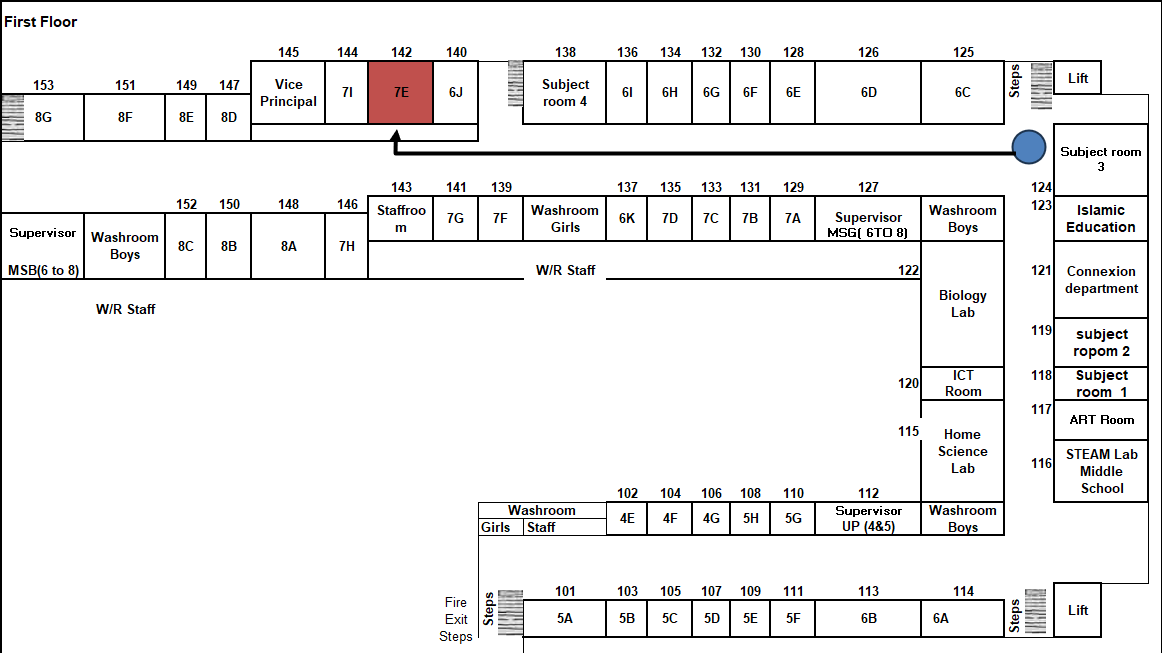 First Floor
145 144 142 140 138 136 134 132 130 128 126 125
153 151 149 147
Vice
Principal
7I
7E
6J
Subject
room 4
6I
6H
6G
6F
6E
6D
6C
Steps
Lift
8G
8F
8E
8D
Subject room
3
124
143 141 139 137 135 133 131 129 127
152 150 148 146
123
Staffroo
m
7G
7F
Washroom
Girls
6K
7D
7C
7B
7A
Supervisor
MSG( 6TO 8)
Washroom
Boys
Islamic
Education
Supervisor
MSB(6 to 8)
Washroom
Boys
8C
8B
8A
7H
W/R Staff
122
121
Connexion
department
W/R Staff
Biology
Lab
119
subject
ropom 2
120
ICT
Room
118
Subject
room 1
117
ART Room
115
Home
Science
Lab
116
STEAM Lab
Middle
School
102 104 106 108 110 112
Washroom
Girls
Staff
4E
4F
4G
5H
5G
Supervisor
UP (4&5)
Washroom
Boys
101 103 105 107 109 111 113 114
Fire
Exit
Steps
Steps
5A
5B
5C
5D
5E
5F
6B
6A
Steps
Lift